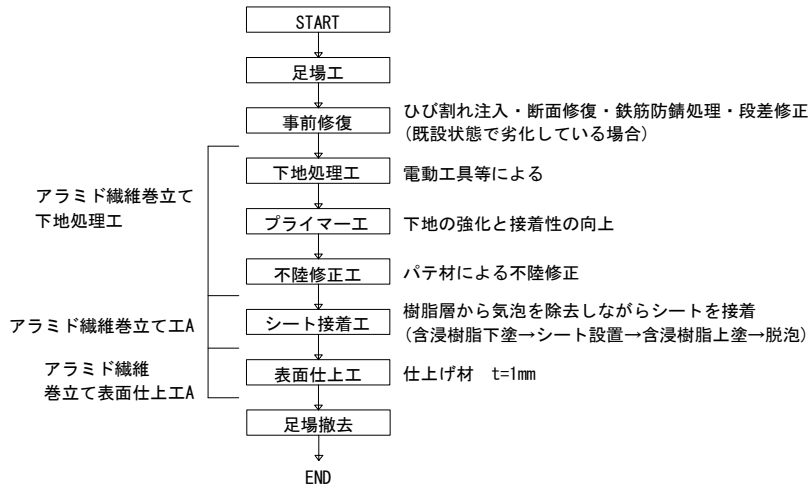 START
足場工
事前修復
ひび割れ注入・断面修復・鉄筋防錆処理・段差修正
(既設状態で劣化している場合)
アラミド繊維巻立て
下地処理工
下地処理工
電動工具等による
プライマー工
下地の強化と接着性の向上
不陸修正工
パテ材による不陸修正
アラミド繊維巻立て工A
シート接着工
樹脂層から気泡を除去しながらシートを接着
(含浸樹脂下塗→シート設置→含浸樹脂上塗→脱泡)
アラミド繊維
巻立て表面仕上工A
表面仕上工
仕上げ材 t=1mm
足場撤去
END